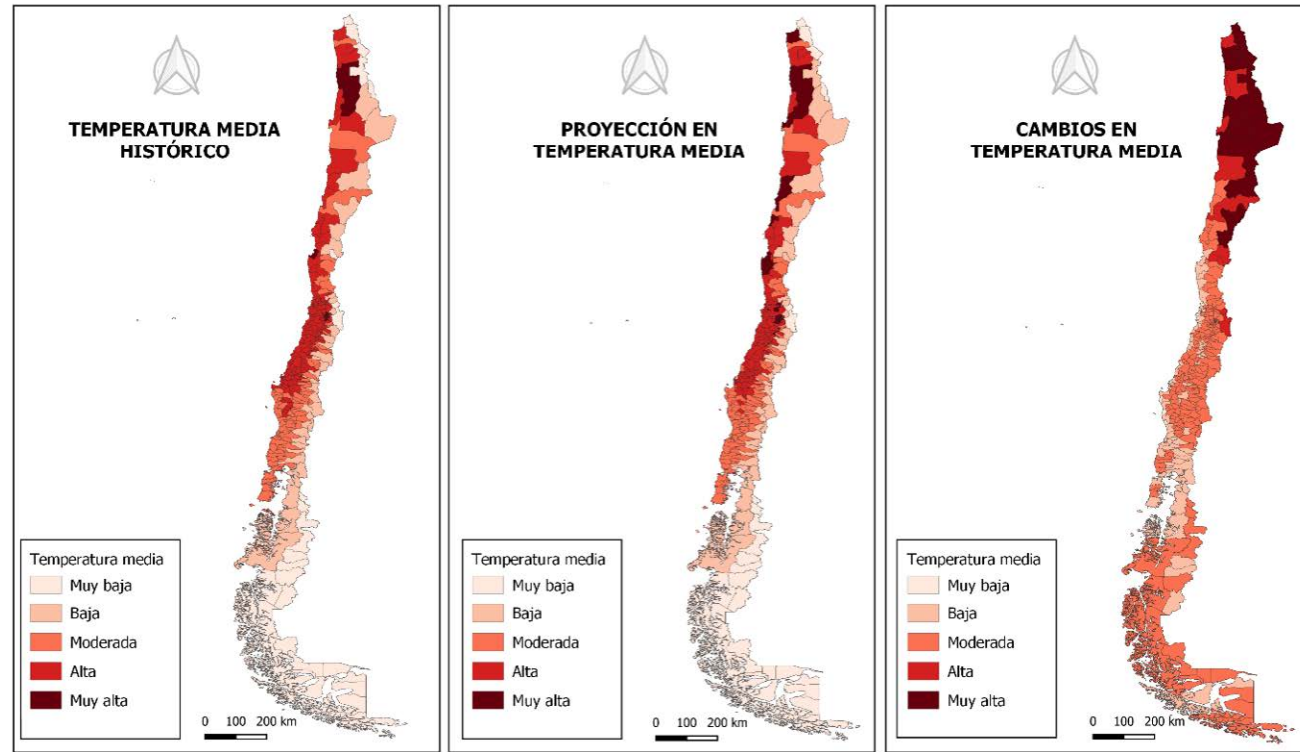 TEMPERATURA MEDIA
HISTÓRICO
Temperatura media
Muy baja
Baja
Moderada
Alta
Muy alta
0 100 200 km
PROYECCIÓN EN
TEMPERATURA MEDIA
Temperatura media
Muy baja
Baja
Moderada
Alta
Muy alta
0 100 200 km
CAMBIOS EN
TEMPERATURA MEDIA
Temperatura media
Muy baja
Baja
Moderada
Alta
Muy alta
0 100 200 km